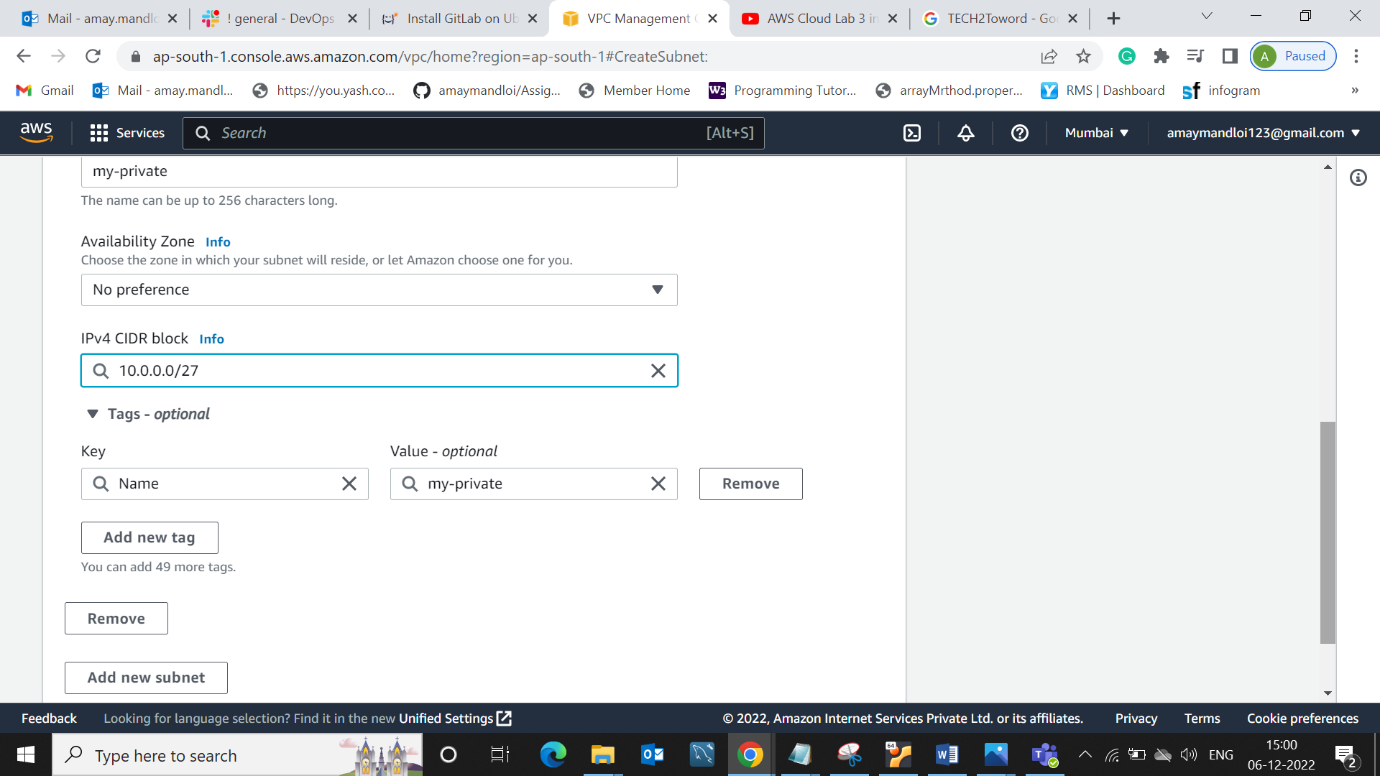 Mail - amay.mandlc
! general - DevOps
Install GitLab on Ub
VPC Management C
AWS Cloud Lab 3 in
TECH2Toword - Go
ap-south-1.console.aws.amazon.com/vpc/home?region=ap-south-1#CreateSubnet:
A
Paused
Gmail
Mail - amay.mandl...
https://you.yash.co...
amaymandloi/Assig...
Member Home
W3
Programming Tutor...
arrayMrthod.proper...
RMS | Dashboard
sf
infogram
»
aws
Services
Search
[Alt+S]
Mumbai
amaymandloi123@gmail.com
my-private
The name can be up to 256 characters long.
Availability Zone Info
Choose the zone in which your subnet will reside, or let Amazon choose one for you.
No preference
IPv4 CIDR block Info
10.0.0.0/27
Tags - optional
Key
Value - optional
Name
my-private
Remove
Add new tag
You can add 49 more tags.
Remove
Add new subnet
Feedback
Looking for language selection? Find it in the new Unified Settings
© 2022, Amazon Internet Services Private Ltd. or its affiliates.
Privacy
Terms
Cookie preferences
Type here to search
ENG
15:00
06-12-2022
2